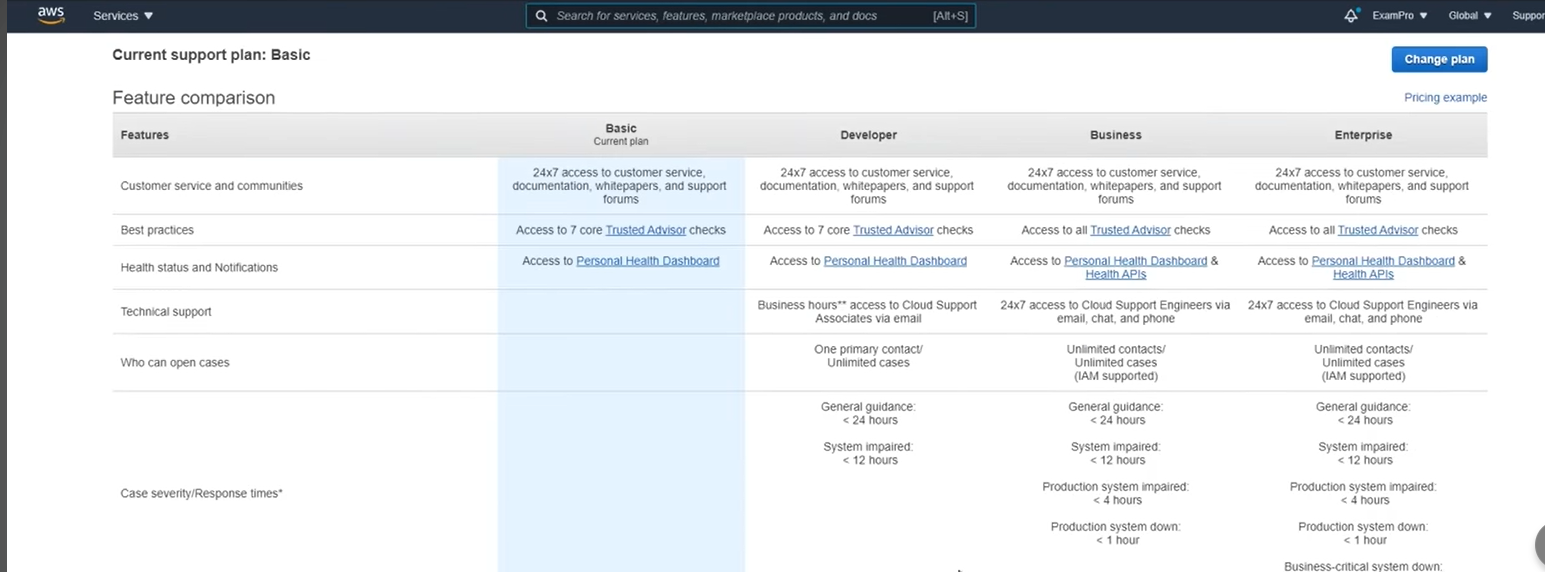 aws
Services ▼
Search for services, features, marketplace products, and docs
[Alt+S]
ExamPro ▼
Global ▼
Suppor
Current support plan: Basic
Change plan
Feature comparison
Pricing example
Features
Basic
Current plan
Developer
Business
Enterprise
Customer service and communities
24x7 access to customer service,
documentation, whitepapers, and support
forums
24x7 access to customer service,
documentation, whitepapers, and support
forums
24x7 access to customer service,
documentation, whitepapers, and support
forums
24x7 access to customer service,
documentation, whitepapers, and support
forums
Best practices
Access to 7 core Trusted Advisor checks
Access to 7 core Trusted Advisor checks
Access to all Trusted Advisor checks
Access to all Trusted Advisor checks
Health status and Notifications
Access to Personal Health Dashboard
Access to Personal Health Dashboard
Access to Personal Health Dashboard &
Health APIs
Access to Personal Health Dashboard &
Health APIs
Technical support
Business hours** access to Cloud Support
Associates via email
24x7 access to Cloud Support Engineers via
email, chat, and phone
24x7 access to Cloud Support Engineers via
email, chat, and phone
Who can open cases
One primary contact/
Unlimited cases
Unlimited contacts/
Unlimited cases
(IAM supported)
Unlimited contacts/
Unlimited cases
(IAM supported)
Case severity/Response times*
General guidance:
< 24 hours
System impaired:
< 12 hours
General guidance:
< 24 hours
System impaired:
< 12 hours
Production system impaired:
< 4 hours
Production system down:
< 1 hour
General guidance:
< 24 hours
System impaired:
< 12 hours
Production system impaired:
< 4 hours
Production system down:
< 1 hour
Business-critical system down: